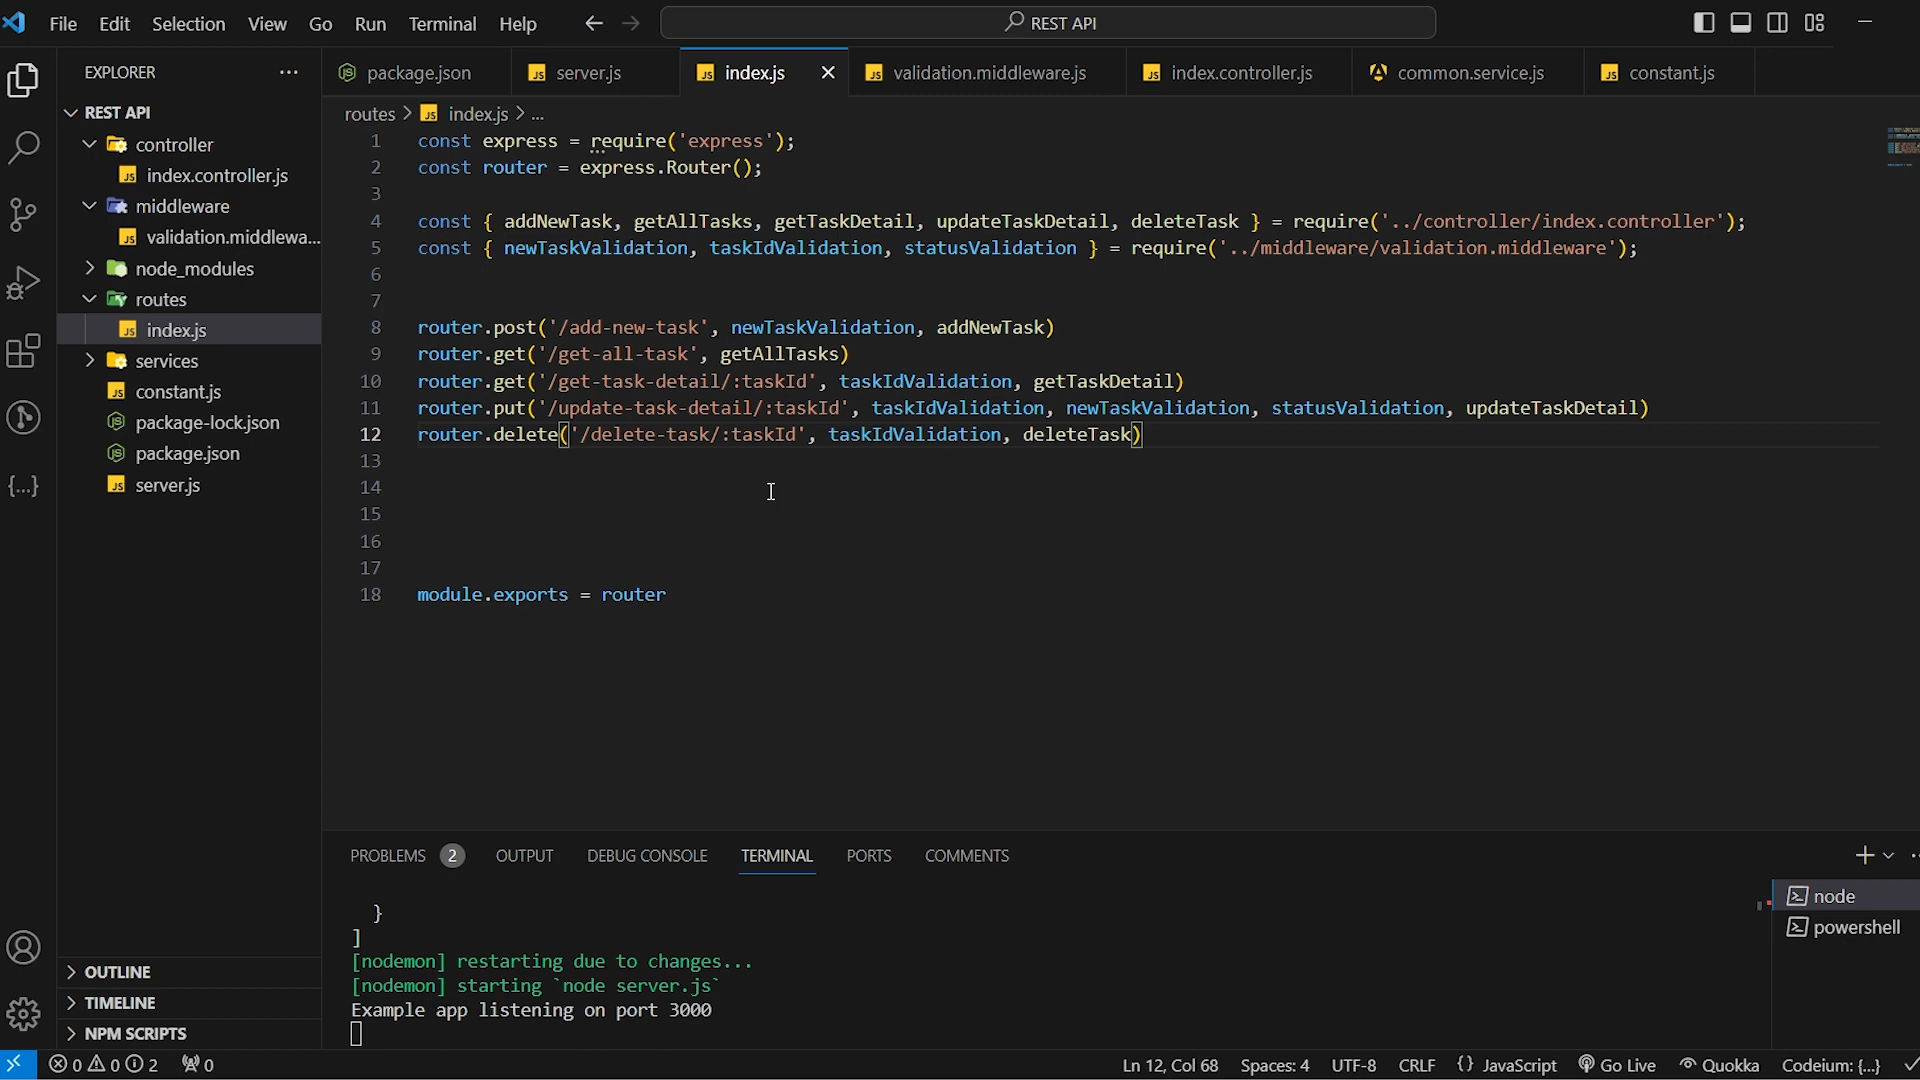 File Edit Selection View Go Run Terminal Help REST API
EXPLORER
package.json server.js index.js validation.middleware.js index.controller.js common.service.js constant.js
REST API
controller
index.controller.js
middleware
validation.middlewa...
node_modules
routes
index.js
services
constant.js
package-lock.json
package.json
server.js
OUTLINE
TIMELINE
NPM SCRIPTS
routes > index.js > ...
1 const express = require('express');
2 const router = express.Router();
3
4 const { addNewTask, getAllTasks, getTaskDetail, updateTaskDetail, deleteTask } = require('../controller/index.controller');
5 const { newTaskValidation, taskIdValidation, statusValidation } = require('../middleware/validation.middleware');
6
7
8 router.post('/add-new-task', newTaskValidation, addNewTask)
9 router.get('/get-all-task', getAllTasks)
10 router.get('/get-task-detail/:taskId', taskIdValidation, getTaskDetail)
11 router.put('/update-task-detail/:taskId', taskIdValidation, newTaskValidation, statusValidation, updateTaskDetail)
12 router.delete('/delete-task/:taskId', taskIdValidation, deleteTask)
13
14
15
16
17
18 module.exports = router
PROBLEMS 2 OUTPUT DEBUG CONSOLE TERMINAL PORTS COMMENTS
}
]
[nodemon] restarting due to changes...
[nodemon] starting `node server.js`
Example app listening on port 3000
node
powershell
0 0 2 0 Ln 12, Col 68 Spaces: 4 UTF-8 CRLF {} JavaScript Go Live Quokka Codeium: {...}